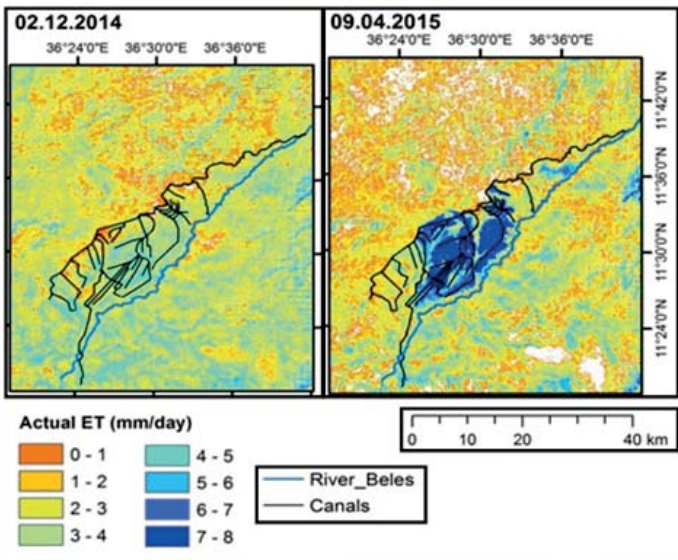 02.12.2014
36°24'0"E 36°30'0"E 36°36'0"E
09.04.2015
36°24'0"E 36°30'0"E 36°36'0"E
11°42'0"N
11°36'0"N
11°30'0"N
11°24'0"N
Actual ET (mm/day)
0 - 1
1 - 2
2 - 3
3 - 4
4 - 5
5 - 6
6 - 7
7 - 8
River_Beles
Canals
0 10 20 40 km